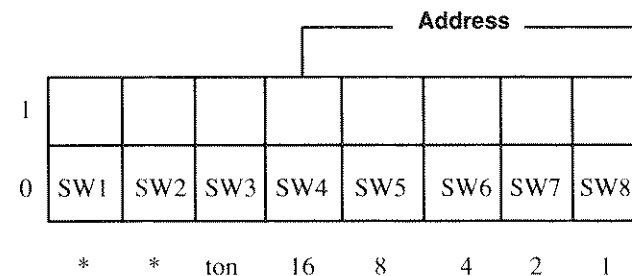 Address
1
0 SW1 SW2 SW3 SW4 SW5 SW6 SW7 SW8
* * ton 16 8 4 2 1